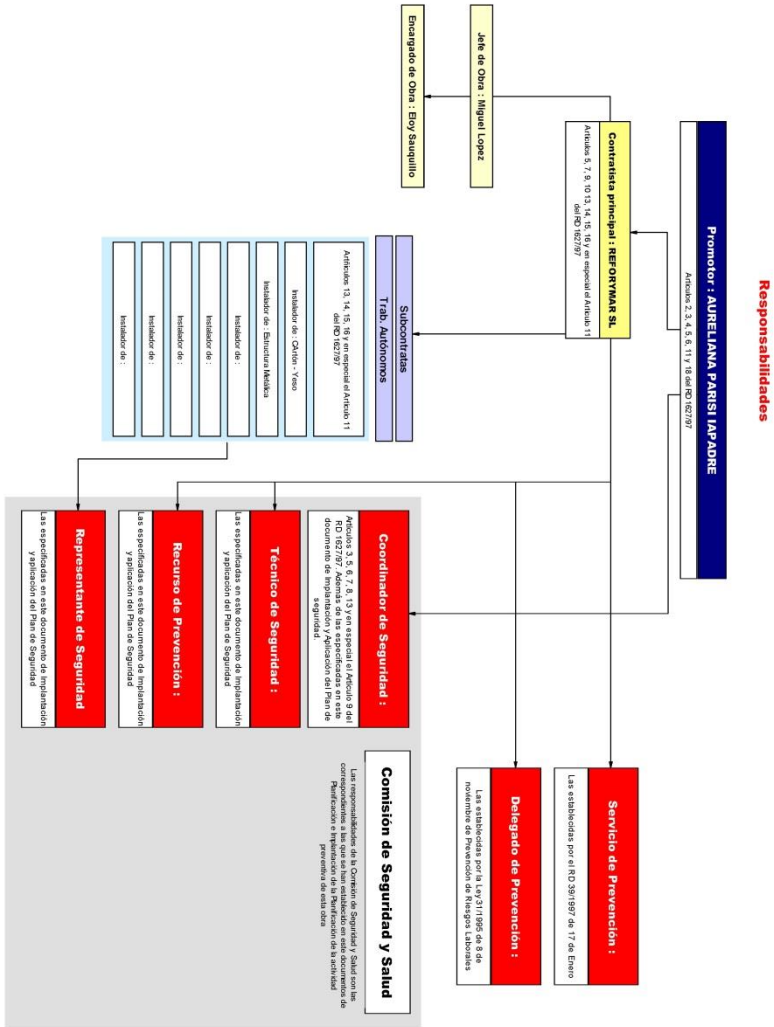 Responsabilidades
Promotor : AURELIANA PARISI IAPADRE
Artículos 2, 3, 4, 5, 6, 11 y 18 del RD 1627/97
Contratista principal : REFORYMAR SL
Artículos 5, 7, 9, 10 13, 14, 15, 16 y en especial el Artículo 11
del RD 1627/97
Jefe de Obra : Miguel Lopez
Encargado de Obra : Eloy Sauquillo
Subcontratas
Trab. Autónomos
Artñiculos 13, 14, 15, 16 y en especial el Artículo 11
del RD 1627/97
Instalador de : CArtón - Yeso
Instalador de : Estructura Metálica
Instalador de :
Instalador de :
Instalador de :
Instalador de :
Instalador de :
Servicio de Prevención :
Las establecidas por el RD 39/1997 de 17 de Enero
Delegado de Prevención :
Las establecidas por la Ley 31/1995 de 8 de
noviembre de Prevención de Riesgos Laborales
Coordinador de Seguridad :
Artículos 3, 5, 6, 7, 8, 13 y en especial el Artículo 9 del
RD 1627/97. Además de las especificadas en este
documento de Implantación y Aplicación del Plan de
seguridad.
Técnico de Seguridad :
Las especificadas en este documento de Implantación
y aplicación del Plan de Seguridad
Recurso de Prevención :
Las especificadas en este documento de Implantación
y aplicación del Plan de Seguridad
Representante de Seguridad
Las especificadas en este documento de Implantación
y aplicación del Plan de Seguridad
Comisión de Seguridad y Salud
Las responsabilidades de la Comisión de Seguridad y Salud son las
correspondientes a las que se han establecido en este documentos de
Planificación e Implantación de la Planificación de la actividad
preventiva de esta obra